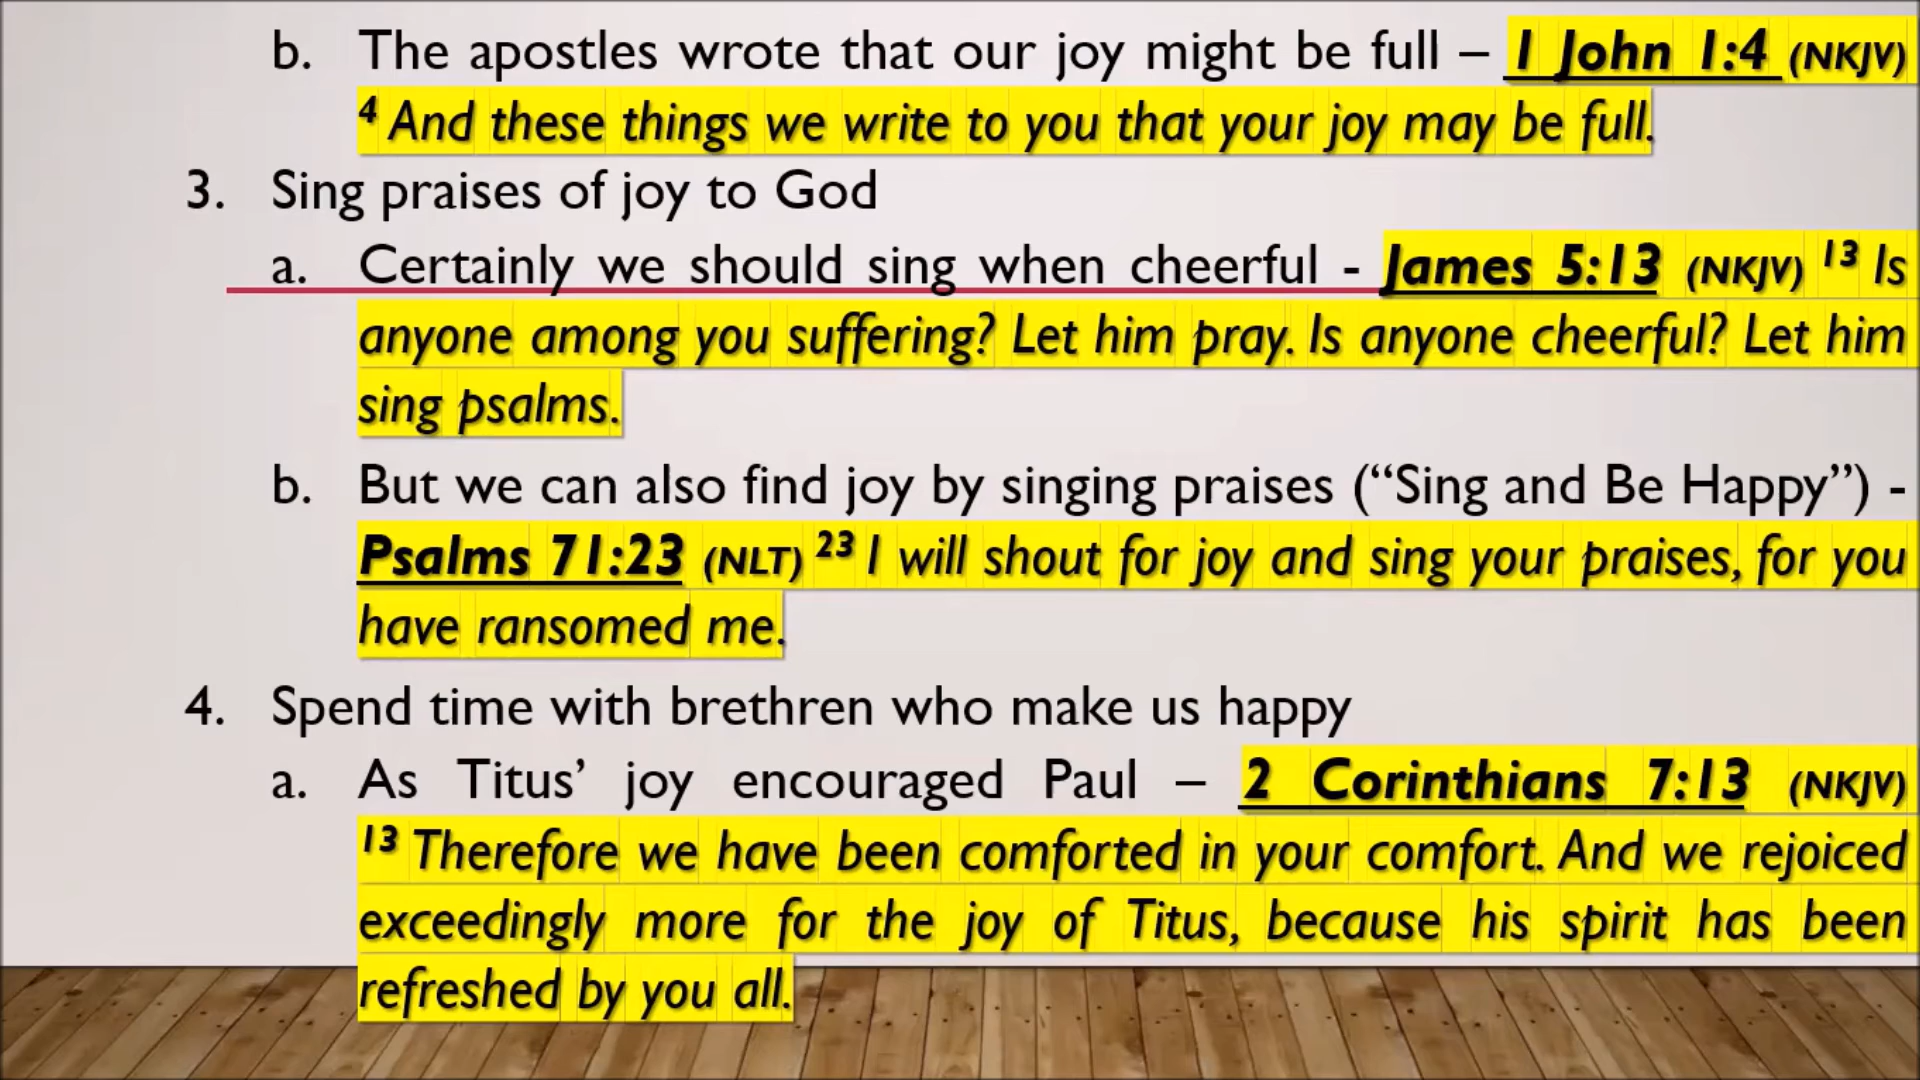 b. The apostles wrote that our joy might be full – 1 John 1:4 (NKJV)
4 And these things we write to you that your joy may be full.
3. Sing praises of joy to God
a. Certainly we should sing when cheerful - James 5:13 (NKJV) 13 Is
anyone among you suffering? Let him pray. Is anyone cheerful? Let him
sing psalms.
b. But we can also find joy by singing praises (“Sing and Be Happy”) -
Psalms 71:23 (NLT) 23 I will shout for joy and sing your praises, for you
have ransomed me.
4. Spend time with brethren who make us happy
a. As Titus’ joy encouraged Paul – 2 Corinthians 7:13 (NKJV)
13 Therefore we have been comforted in your comfort. And we rejoiced
exceedingly more for the joy of Titus, because his spirit has been
refreshed by you all.